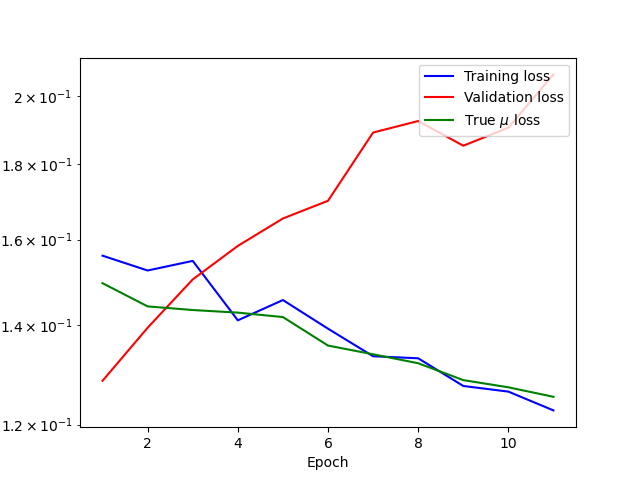 Training loss
Validation loss
True μ loss
2 × 10⁻¹
1.8 × 10⁻¹
1.6 × 10⁻¹
1.4 × 10⁻¹
1.2 × 10⁻¹
2 4 6 8 10
Epoch